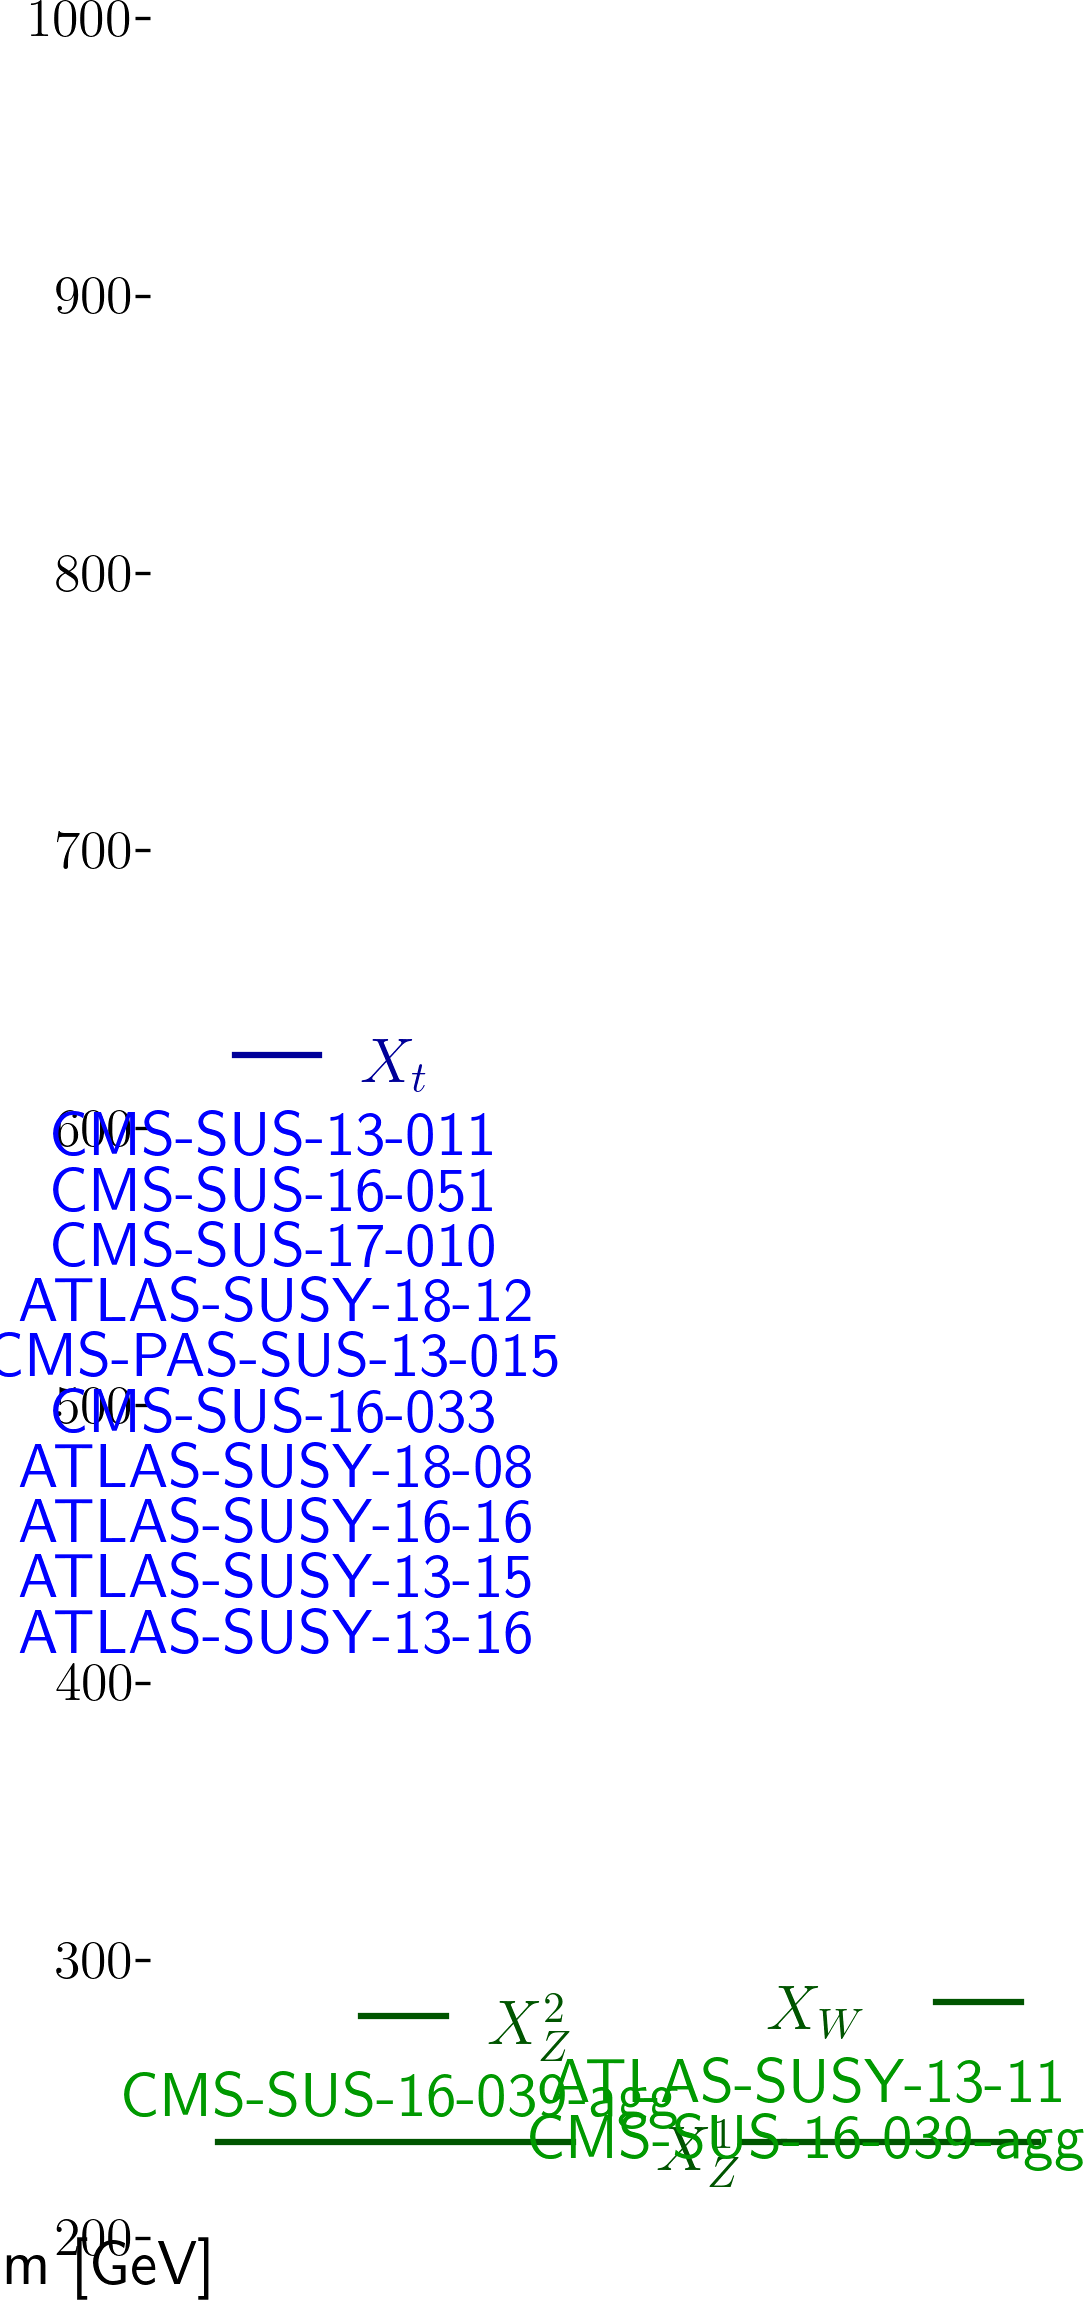 1000
900
800
700
X_t
600
CMS-SUS-13-011
CMS-SUS-16-051
CMS-SUS-17-010
ATLAS-SUSY-18-12
CMS-PAS-SUS-13-015
500
CMS-SUS-16-033
ATLAS-SUSY-18-08
ATLAS-SUSY-16-16
ATLAS-SUSY-13-15
ATLAS-SUSY-13-16
400
300
X_Z^2
X_W
CMS-SUS-16-039-agg
ATLAS-SUSY-13-11
CMS-SUS-16-039-agg
X_Z^1
200
m [GeV]